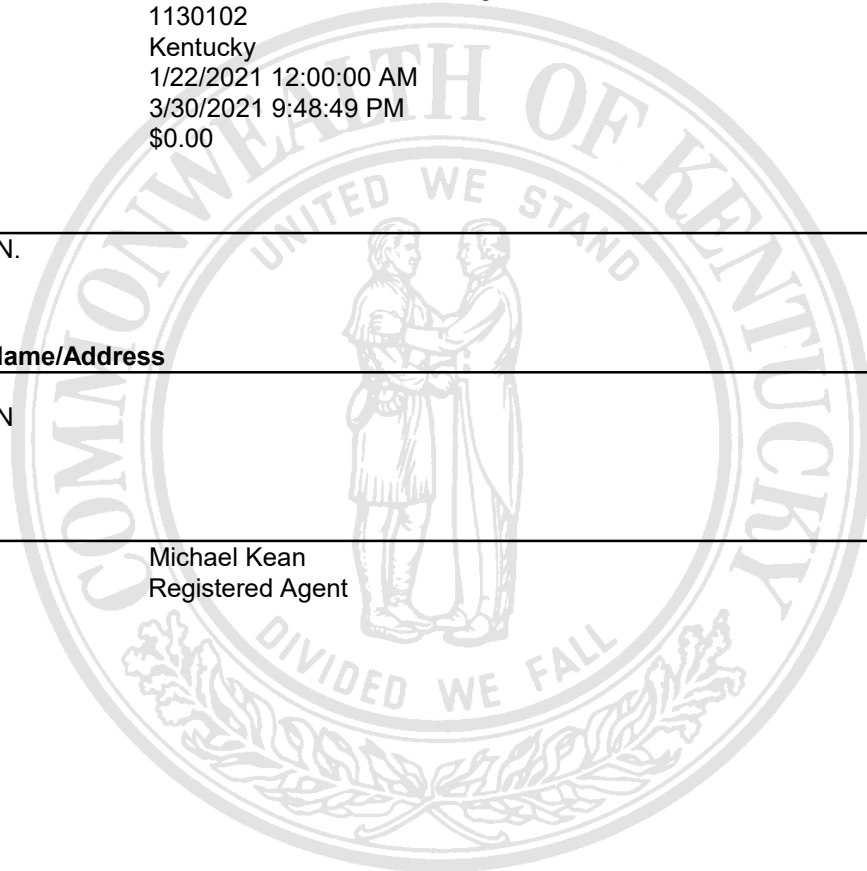 1130102
Kentucky
1/22/2021 12:00:00 AM
3/30/2021 9:48:49 PM
$0.00
COMMONWEALTH OF KENTUCKY
UNITED WE STAND
N.
Name/Address
N
Michael Kean
Registered Agent
DIVIDED WE FALL